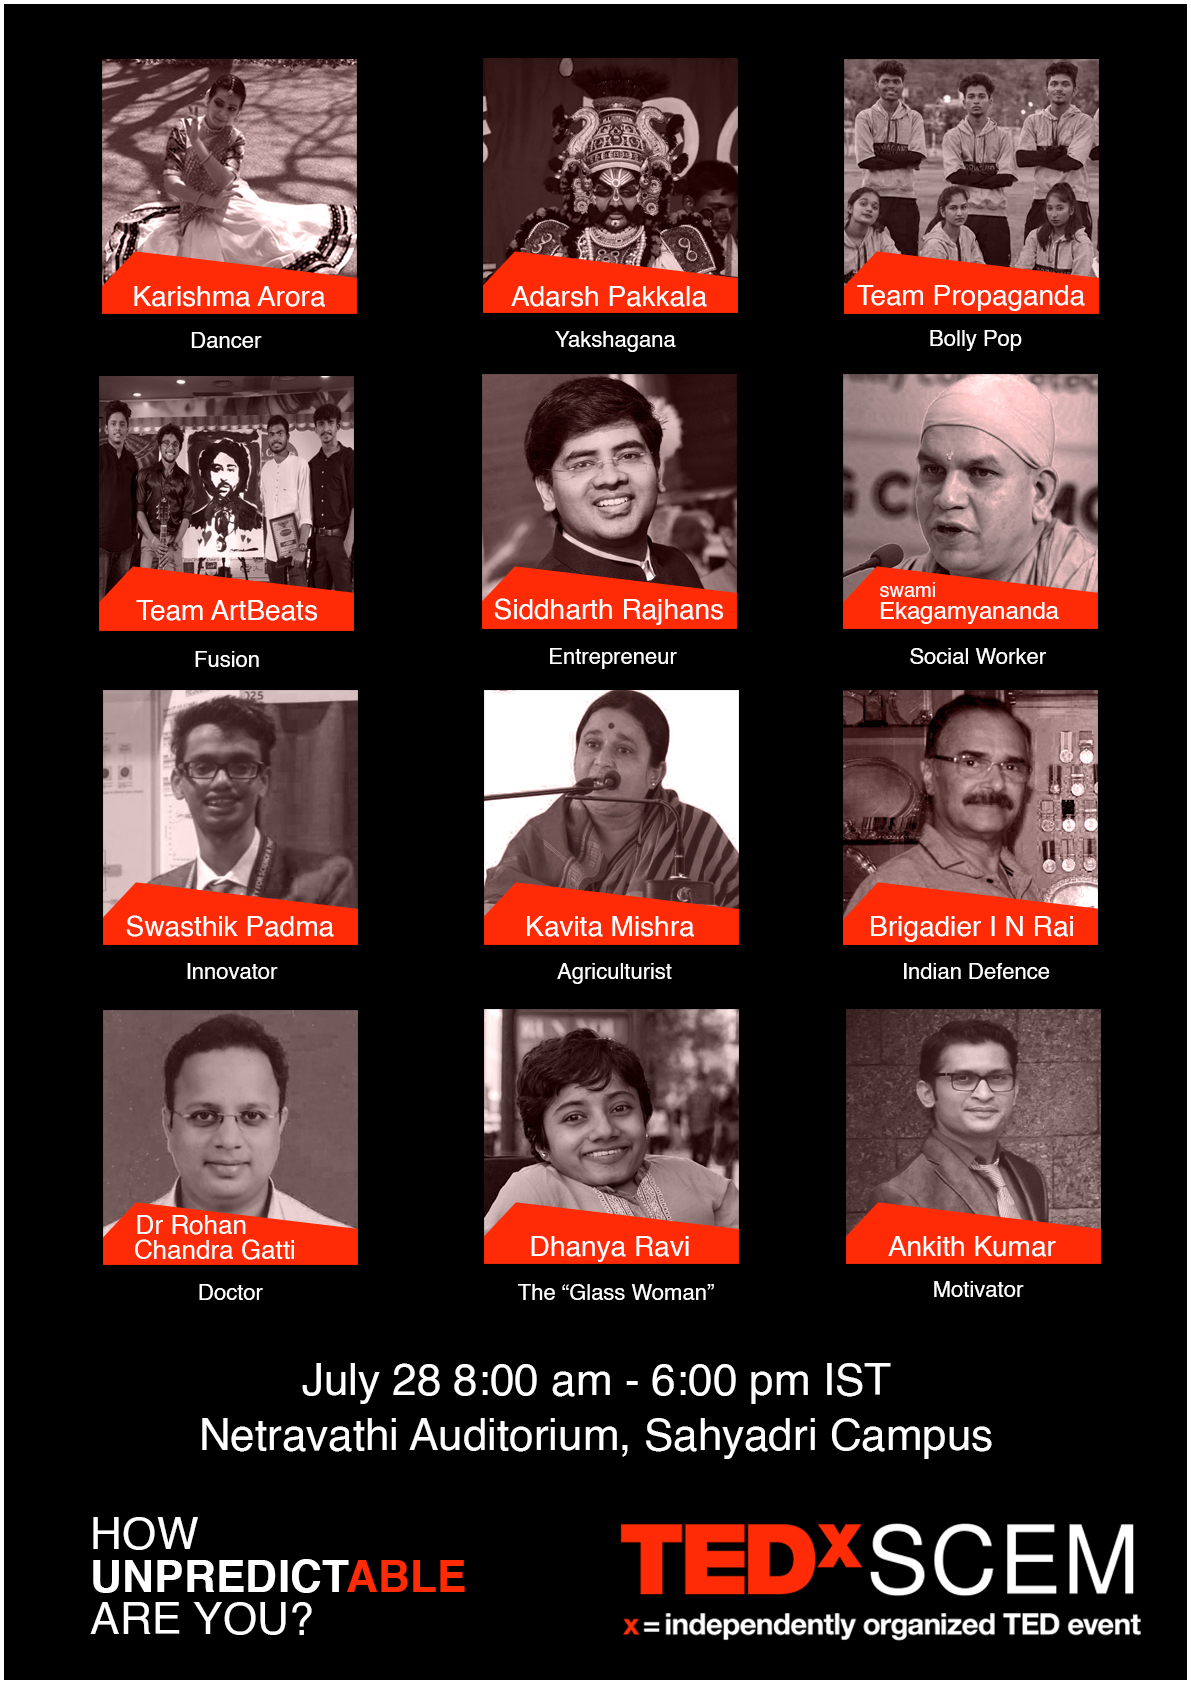 Karishma Arora
Dancer
Adarsh Pakkala
Yakshagana
Team Propaganda
Bolly Pop
Team ArtBeats
Fusion
Siddharth Rajhans
Entrepreneur
swami
Ekagamyananda
Social Worker
Swasthik Padma
Innovator
Kavita Mishra
Agriculturist
Brigadier I N Rai
Indian Defence
Dr Rohan
Chandra Gatti
Doctor
Dhanya Ravi
The “Glass Woman”
Ankith Kumar
Motivator
July 28 8:00 am - 6:00 pm IST
Netravathi Auditorium, Sahyadri Campus
HOW
UNPREDICTABLE
ARE YOU?
TEDxSCEM
x = independently organized TED event